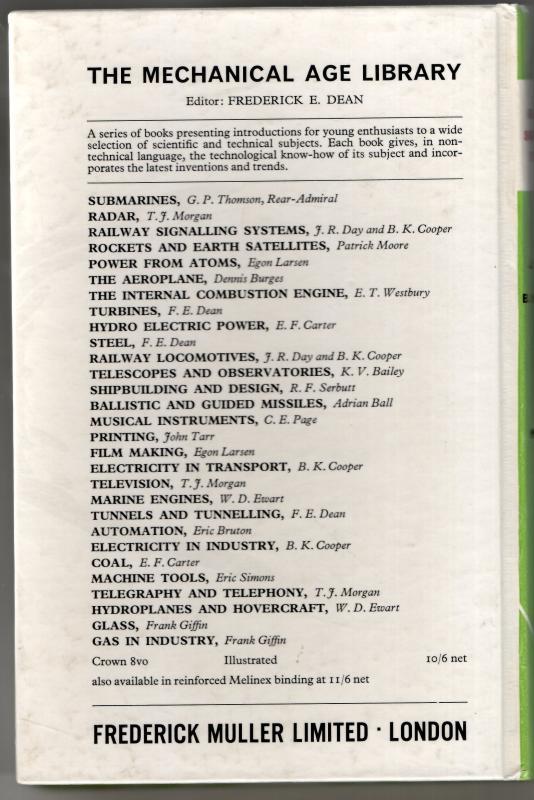 THE MECHANICAL AGE LIBRARY
Editor: FREDERICK E. DEAN
A series of books presenting introductions for young enthusiasts to a wide
selection of scientific and technical subjects. Each book gives, in non-
technical language, the technological know-how of its subject and incor-
porates the latest inventions and trends.
SUBMARINES, G. P. Thomson, Rear-Admiral
RADAR, T. J. Morgan
RAILWAY SIGNALLING SYSTEMS, J. R. Day and B. K. Cooper
ROCKETS AND EARTH SATELLITES, Patrick Moore
POWER FROM ATOMS, Egon Larsen
THE AEROPLANE, Dennis Burges
THE INTERNAL COMBUSTION ENGINE, E. T. Westbury
TURBINES, F. E. Dean
HYDRO ELECTRIC POWER, E. F. Carter
STEEL, F. E. Dean
RAILWAY LOCOMOTIVES, J. R. Day and B. K. Cooper
TELESCOPES AND OBSERVATORIES, K. V. Bailey
SHIPBUILDING AND DESIGN, R. F. Serbutt
BALLISTIC AND GUIDED MISSILES, Adrian Ball
MUSICAL INSTRUMENTS, C. E. Page
PRINTING, John Tarr
FILM MAKING, Egon Larsen
ELECTRICITY IN TRANSPORT, B. K. Cooper
TELEVISION, T. J. Morgan
MARINE ENGINES, W. D. Ewart
TUNNELS AND TUNNELLING, F. E. Dean
AUTOMATION, Eric Bruton
ELECTRICITY IN INDUSTRY, B. K. Cooper
COAL, E. F. Carter
MACHINE TOOLS, Eric Simons
TELEGRAPHY AND TELEPHONY, T. J. Morgan
HYDROPLANES AND HOVERCRAFT, W. D. Ewart
GLASS, Frank Giffin
GAS IN INDUSTRY, Frank Giffin
Crown 8vo Illustrated 10/6 net
also available in reinforced Melinex binding at 11/6 net
FREDERICK MULLER LIMITED · LONDON